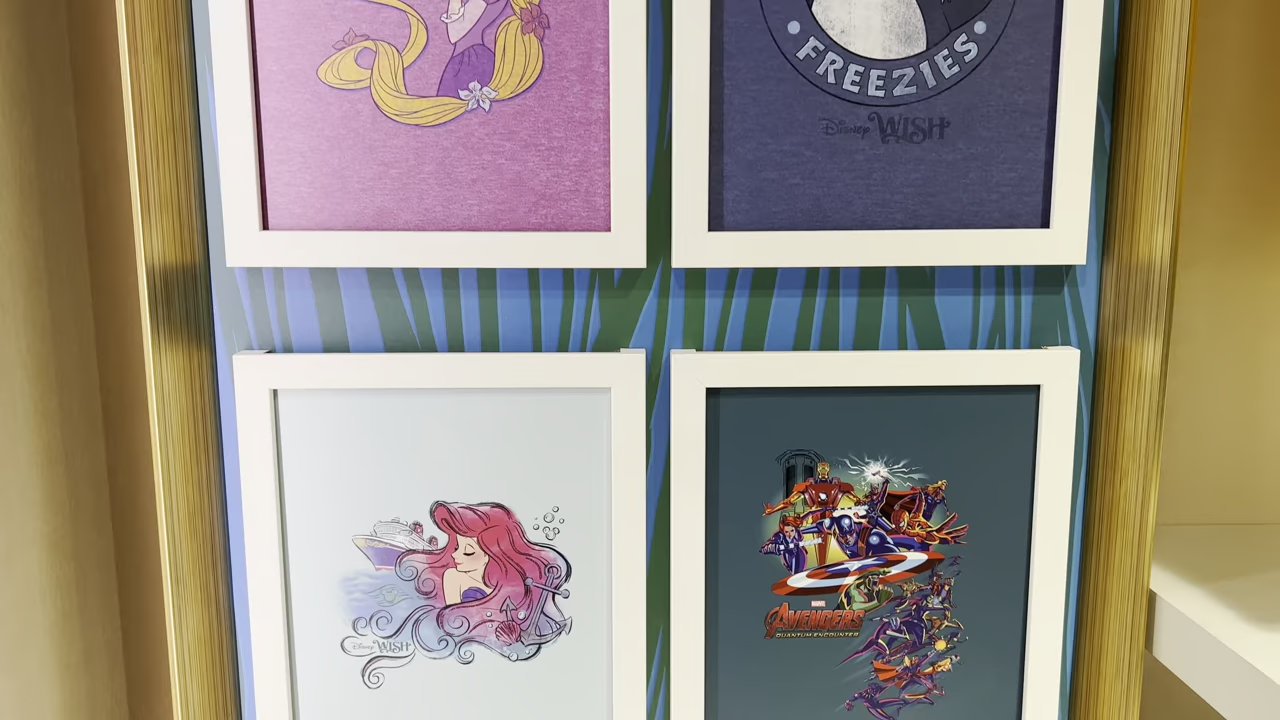 FREEZIES
Disney WISH
Disney WISH
MARVEL
AVENGERS
QUANTUM ENCOUNTER